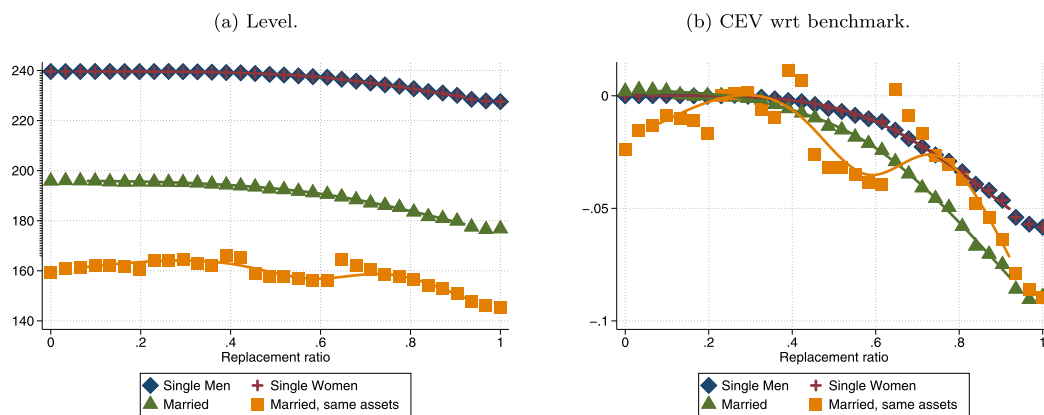 (a) Level.
240
220
200
180
160
140
0 .2 .4 .6 .8 1
Replacement ratio
Single Men Single Women
Married Married, same assets
(b) CEV wrt benchmark.
0
-.05
-.1
0 .2 .4 .6 .8 1
Replacement ratio
Single Men Single Women
Married Married, same assets